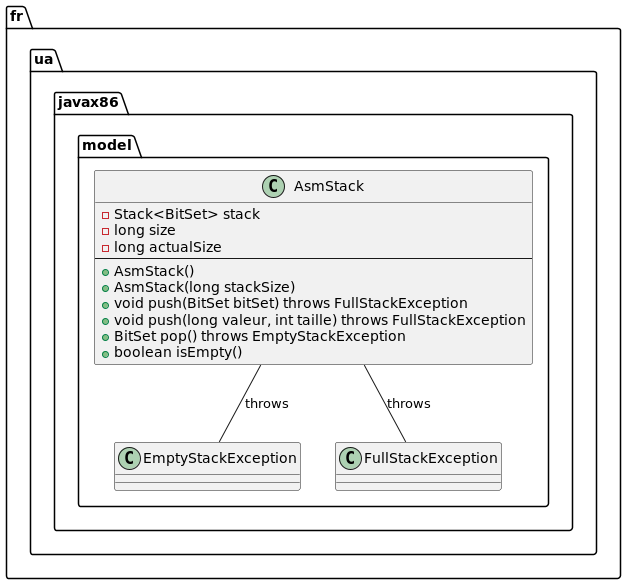 fr
ua
javax86
model
C AsmStack
Stack<BitSet> stack
long size
long actualSize
AsmStack()
AsmStack(long stackSize)
void push(BitSet bitSet) throws FullStackException
void push(long valeur, int taille) throws FullStackException
BitSet pop() throws EmptyStackException
boolean isEmpty()
throws
throws
C EmptyStackException
C FullStackException